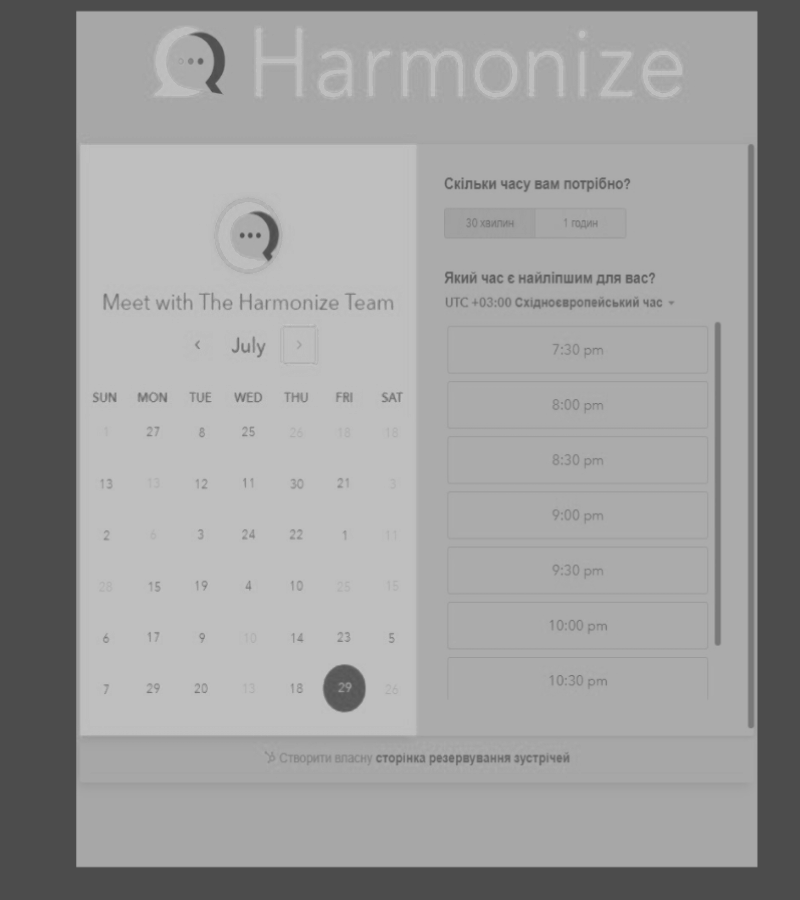 Harmonize
Meet with The Harmonize Team
July
SUN MON TUE WED THU FRI SAT
1 27 8 25 26 18 18
13 13 12 11 30 21 3
2 6 3 24 22 1 11
28 15 19 4 10 25 15
6 17 9 10 14 23 5
7 29 20 13 18 29 26
Скільки часу вам потрібно?
30 хвилин 1 годин
Який час є найліпшим для вас?
UTC +03:00 Східноєвропейський час
7:30 pm
8:00 pm
8:30 pm
9:00 pm
9:30 pm
10:00 pm
10:30 pm
Створити власну сторінка резервування зустрічей